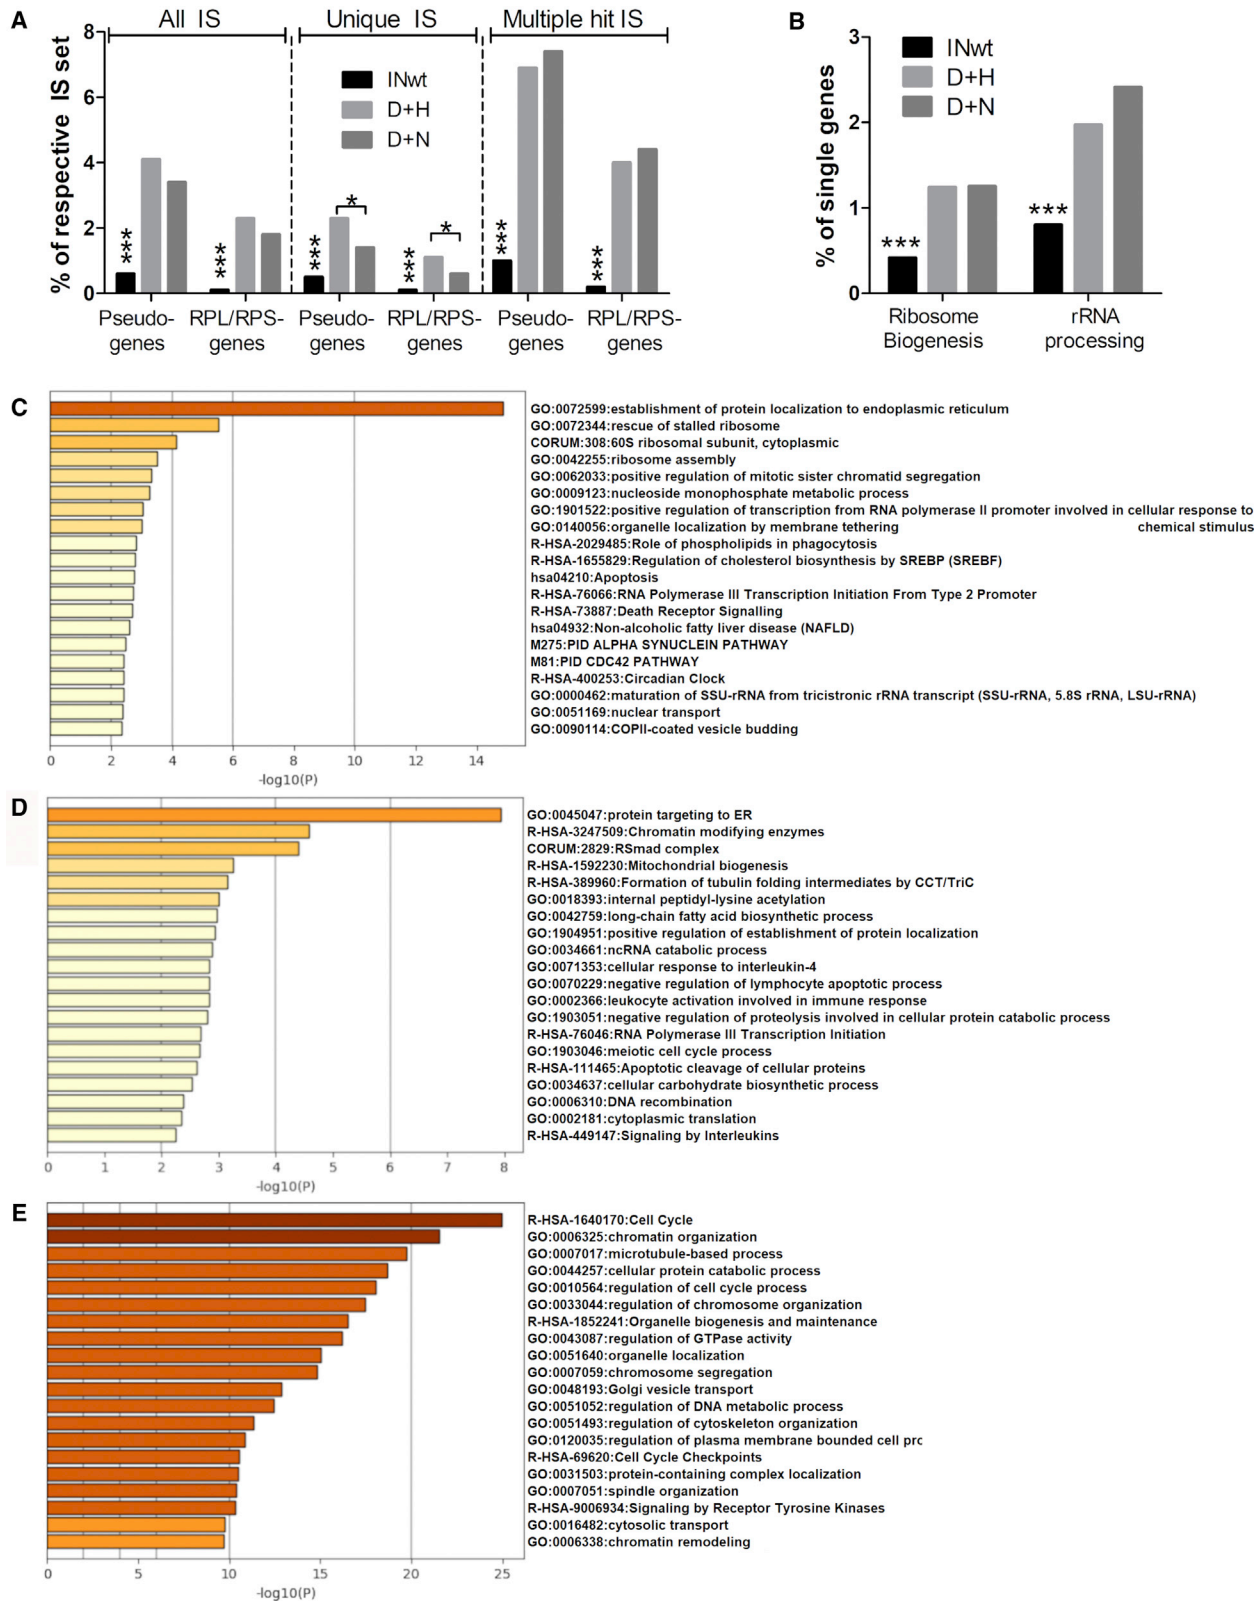 A
All IS
Unique IS
Multiple hit IS
% of respective IS set
8
6
4
2
0
INwt
D+H
D+N
***
***
***
*
***
*
***
***
Pseudo-
genes
RPL/RPS-
genes
Pseudo-
genes
RPL/RPS-
genes
Pseudo-
genes
RPL/RPS-
genes
B
% of single genes
3
2
1
0
INwt
D+H
D+N
***
***
Ribosome
Biogenesis
rRNA
processing
C
GO:0072599:establishment of protein localization to endoplasmic reticulum
GO:0072344:rescue of stalled ribosome
CORUM:308:60S ribosomal subunit, cytoplasmic
GO:0042255:ribosome assembly
GO:0062033:positive regulation of mitotic sister chromatid segregation
GO:0009123:nucleoside monophosphate metabolic process
GO:1901522:positive regulation of transcription from RNA polymerase II promoter involved in cellular response to
chemical stimulus
GO:0140056:organelle localization by membrane tethering
R-HSA-2029485:Role of phospholipids in phagocytosis
R-HSA-1655829:Regulation of cholesterol biosynthesis by SREBP (SREBF)
hsa04210:Apoptosis
R-HSA-76066:RNA Polymerase III Transcription Initiation From Type 2 Promoter
R-HSA-73887:Death Receptor Signalling
hsa04932:Non-alcoholic fatty liver disease (NAFLD)
M275:PID ALPHA SYNUCLEIN PATHWAY
M81:PID CDC42 PATHWAY
R-HSA-400253:Circadian Clock
GO:0000462:maturation of SSU-rRNA from tricistronic rRNA transcript (SSU-rRNA, 5.8S rRNA, LSU-rRNA)
GO:0051169:nuclear transport
GO:0090114:COPII-coated vesicle budding
0 2 4 6 8 10 12 14
-log10(P)
D
GO:0045047:protein targeting to ER
R-HSA-3247509:Chromatin modifying enzymes
CORUM:2829:RSmad complex
R-HSA-1592230:Mitochondrial biogenesis
R-HSA-389960:Formation of tubulin folding intermediates by CCT/TriC
GO:0018393:internal peptidyl-lysine acetylation
GO:0042759:long-chain fatty acid biosynthetic process
GO:1904951:positive regulation of establishment of protein localization
GO:0034661:ncRNA catabolic process
GO:0071353:cellular response to interleukin-4
GO:0070229:negative regulation of lymphocyte apoptotic process
GO:0002366:leukocyte activation involved in immune response
GO:1903051:negative regulation of proteolysis involved in cellular protein catabolic process
R-HSA-76046:RNA Polymerase III Transcription Initiation
GO:1903046:meiotic cell cycle process
R-HSA-111465:Apoptotic cleavage of cellular proteins
GO:0034637:cellular carbohydrate biosynthetic process
GO:0006310:DNA recombination
GO:0002181:cytoplasmic translation
R-HSA-449147:Signaling by Interleukins
0 1 2 3 4 5 6 7 8
-log10(P)
E
R-HSA-1640170:Cell Cycle
GO:0006325:chromatin organization
GO:0007017:microtubule-based process
GO:0044257:cellular protein catabolic process
GO:0010564:regulation of cell cycle process
GO:0033044:regulation of chromosome organization
R-HSA-1852241:Organelle biogenesis and maintenance
GO:0043087:regulation of GTPase activity
GO:0051640:organelle localization
GO:0007059:chromosome segregation
GO:0048193:Golgi vesicle transport
GO:0051052:regulation of DNA metabolic process
GO:0051493:regulation of cytoskeleton organization
GO:0120035:regulation of plasma membrane bounded cell prc
R-HSA-69620:Cell Cycle Checkpoints
GO:0031503:protein-containing complex localization
GO:0007051:spindle organization
R-HSA-9006934:Signaling by Receptor Tyrosine Kinases
GO:0016482:cytosolic transport
GO:0006338:chromatin remodeling
0 5 10 15 20 25
-log10(P)